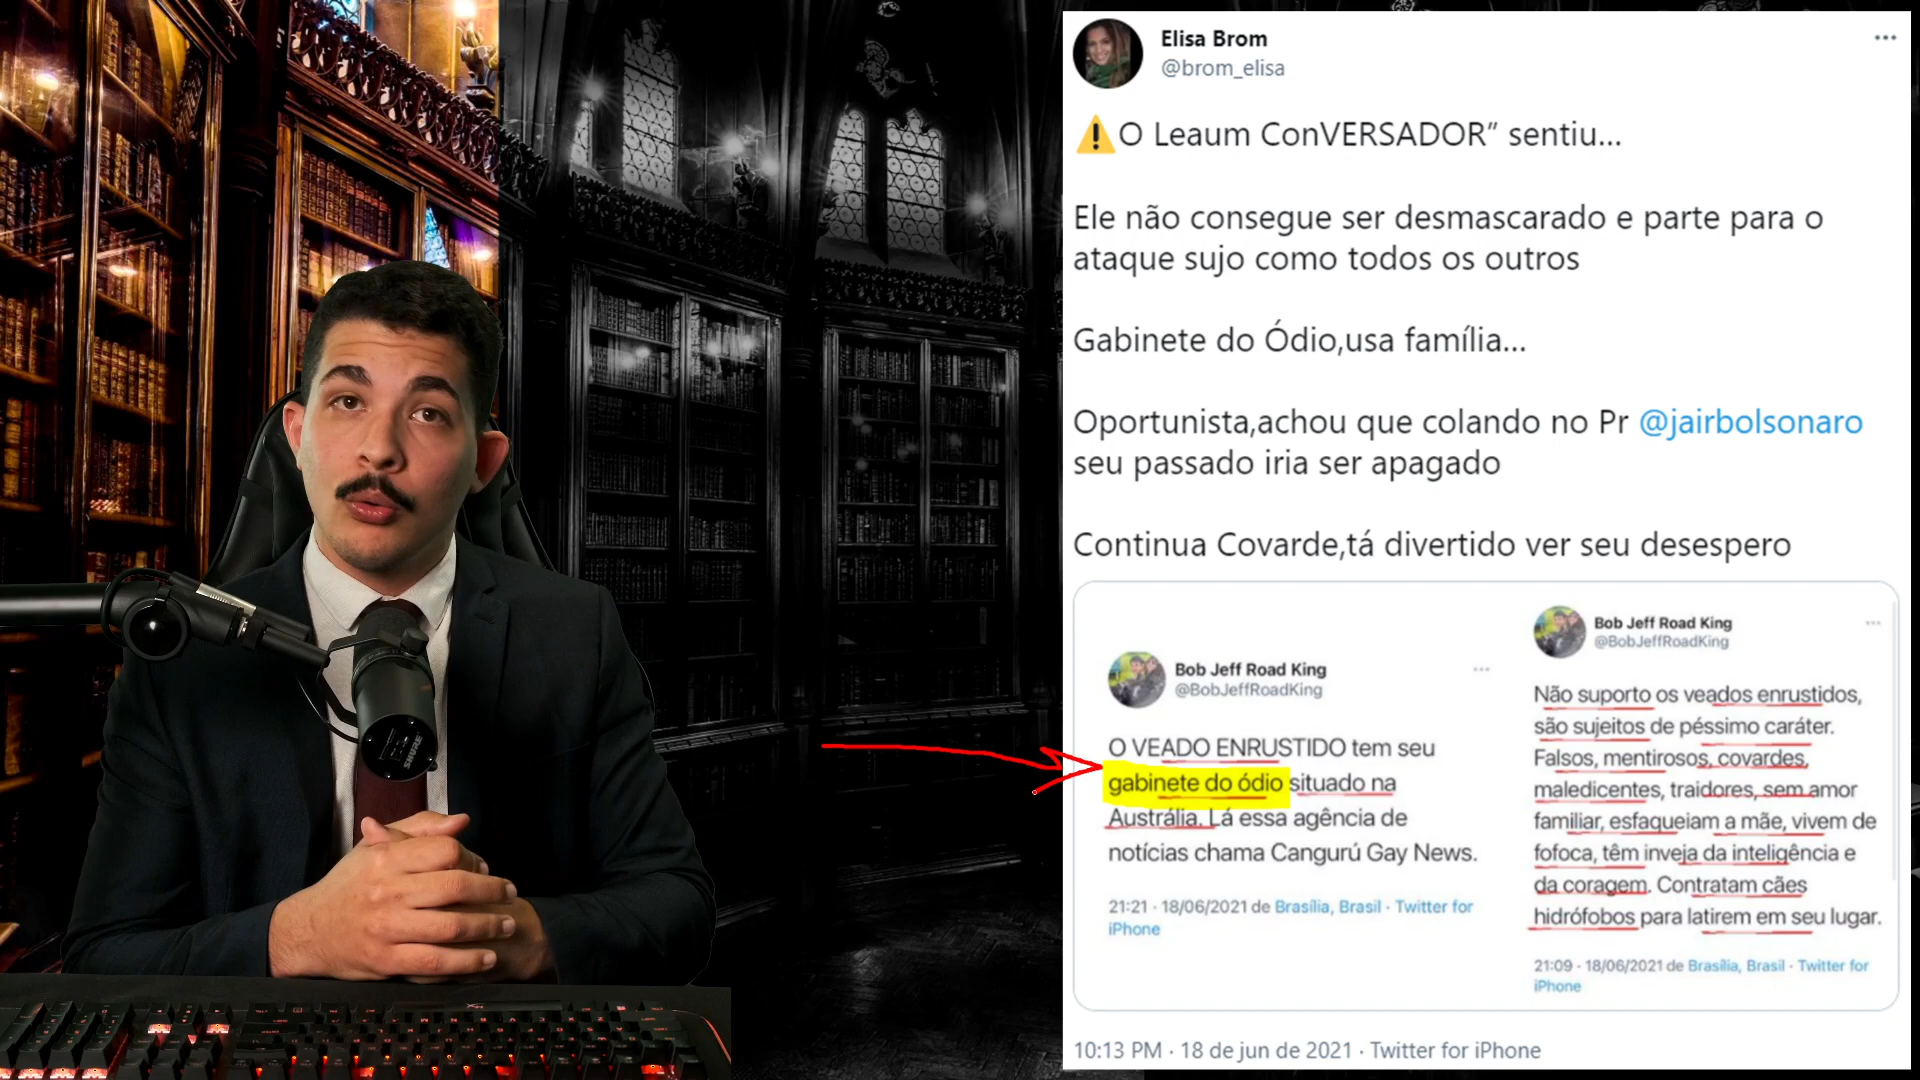 Elisa Brom
@brom_elisa
⚠O Leaum ConVERSADOR” sentiu...
Ele não consegue ser desmascarado e parte para o
ataque sujo como todos os outros
Gabinete do Ódio,usa família...
Oportunista,achou que colando no Pr @jairbolsonaro
seu passado iria ser apagado
Continua Covarde,tá divertido ver seu desespero
Bob Jeff Road King
@BobJeffRoadKing
O VEADO ENRUSTIDO tem seu
gabinete do ódio situado na
Austrália. Lá essa agência de
notícias chama Cangurú Gay News.
21:21 · 18/06/2021 de Brasília, Brasil · Twitter for
iPhone
Bob Jeff Road King
@BobJeffRoadKing
Não suporto os veados enrustidos,
são sujeitos de péssimo caráter.
Falsos, mentirosos, covardes,
maledicentes, traidores, sem amor
familiar, esfaqueiam a mãe, vivem de
fofoca, têm inveja da inteligência e
da coragem. Contratam cães
hidrófobos para latirem em seu lugar.
21:09 · 18/06/2021 de Brasília, Brasil · Twitter for
iPhone
10:13 PM · 18 de jun de 2021 · Twitter for iPhone
SHURE